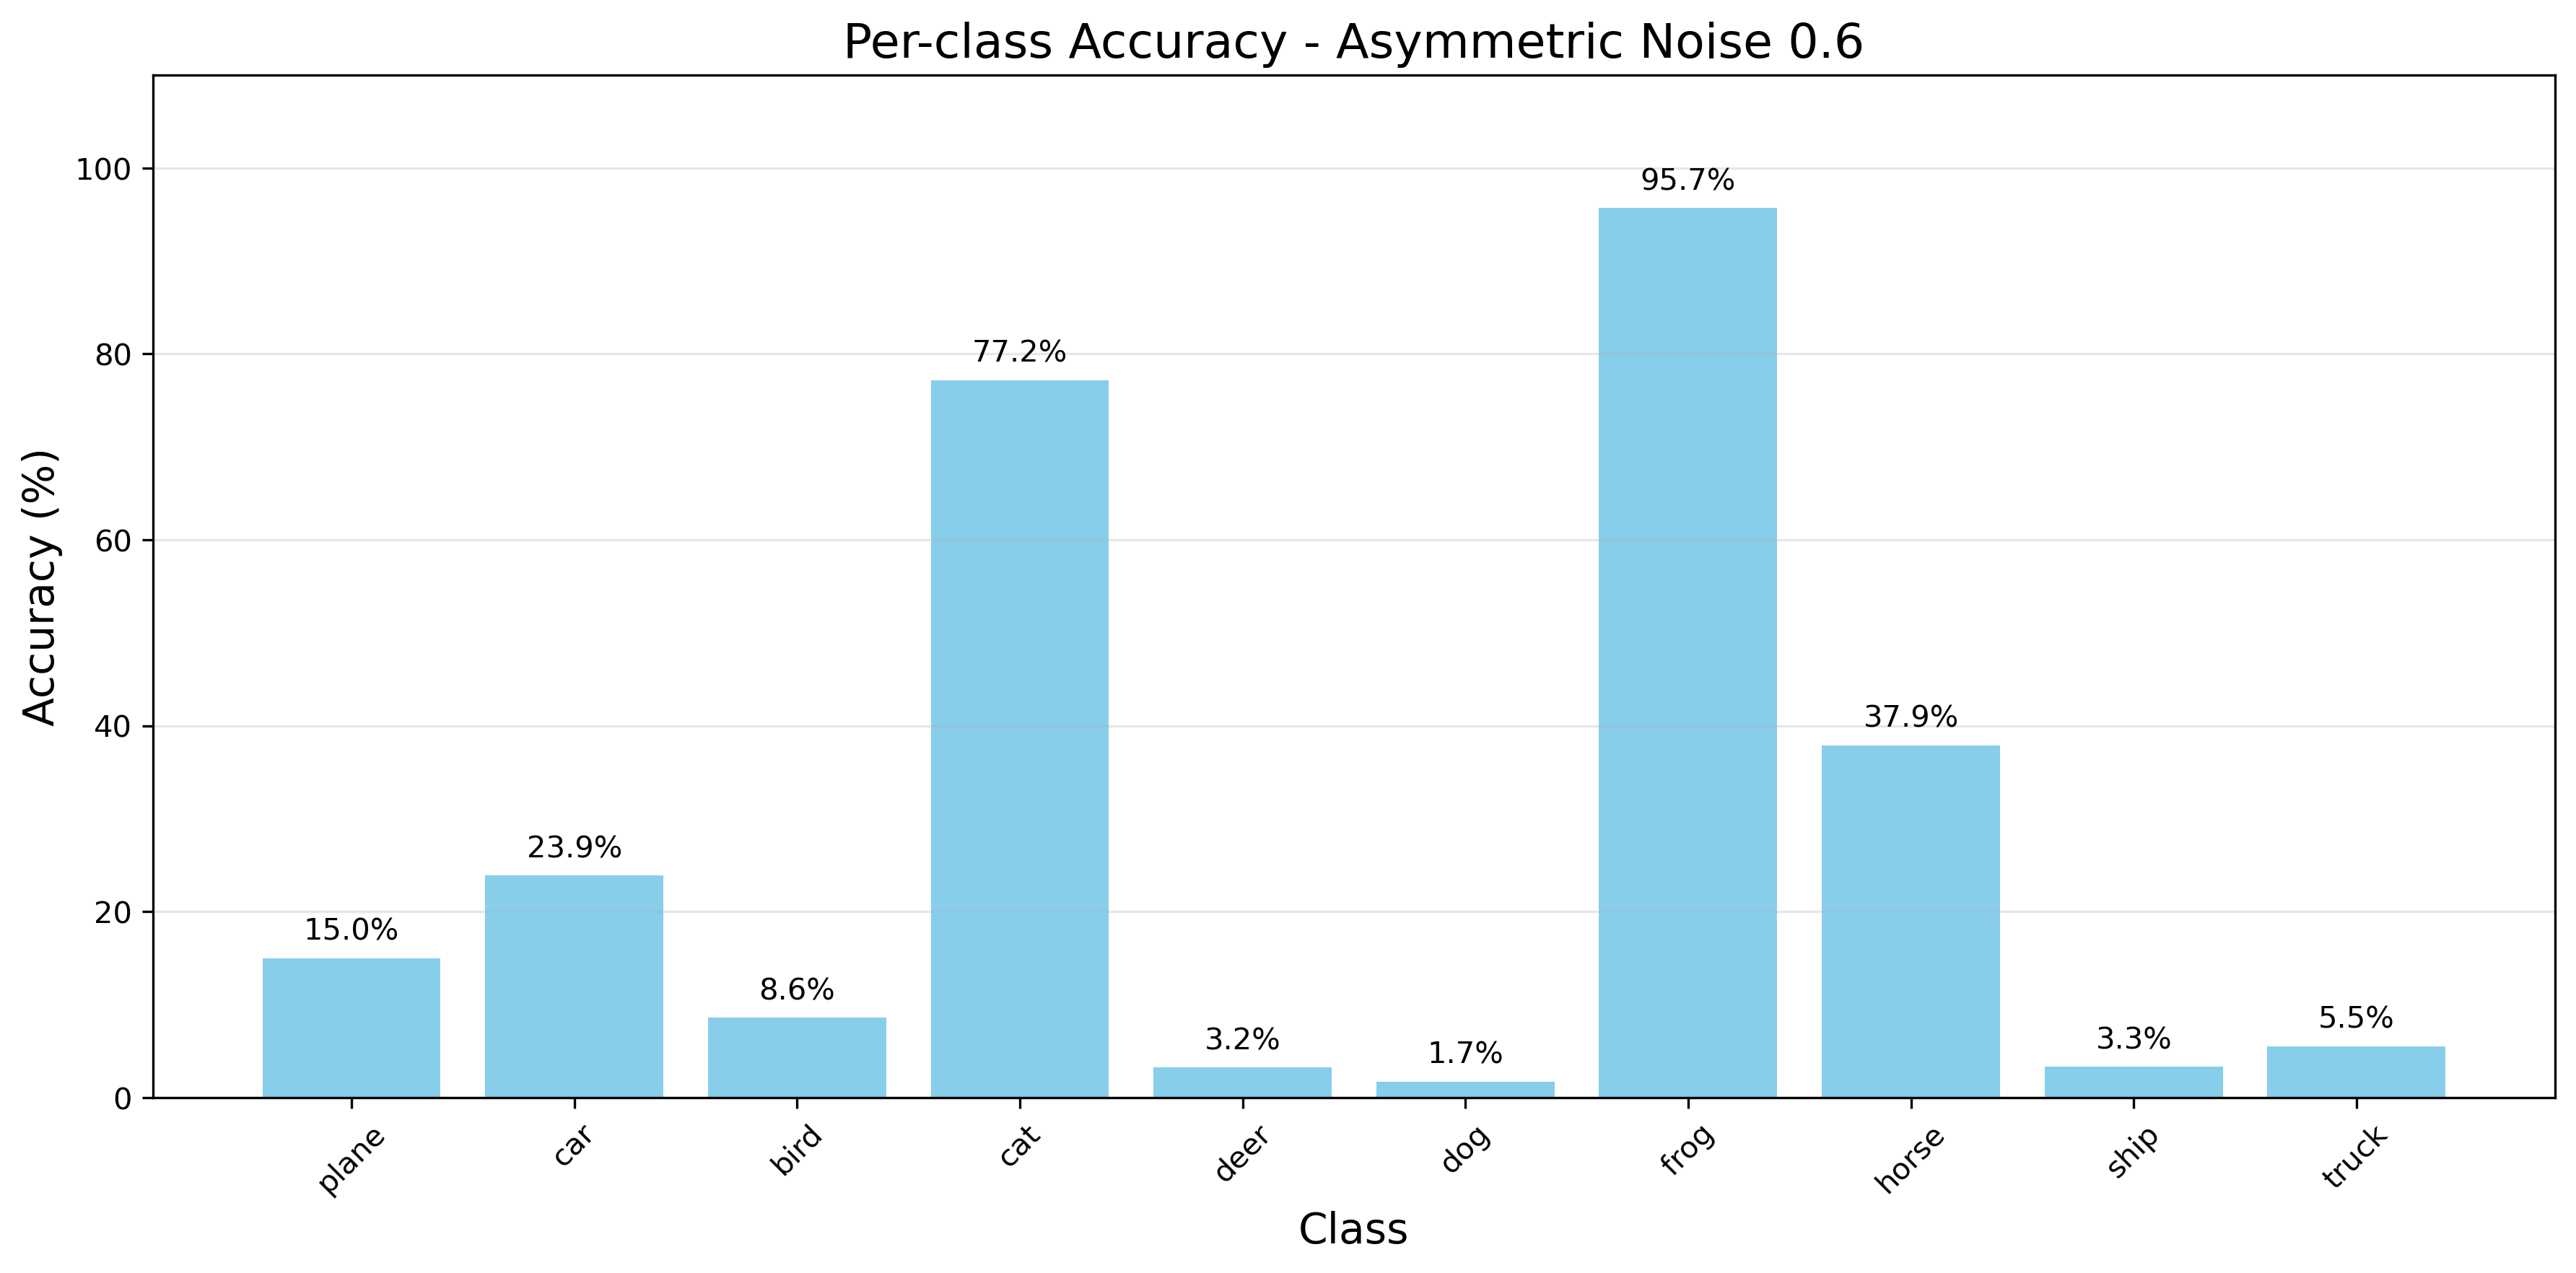 Per-class Accuracy - Asymmetric Noise 0.6
Accuracy (%)
100
80
60
40
20
0
15.0%
23.9%
8.6%
77.2%
3.2%
1.7%
95.7%
37.9%
3.3%
5.5%
plane
car
bird
cat
deer
dog
frog
horse
ship
truck
Class